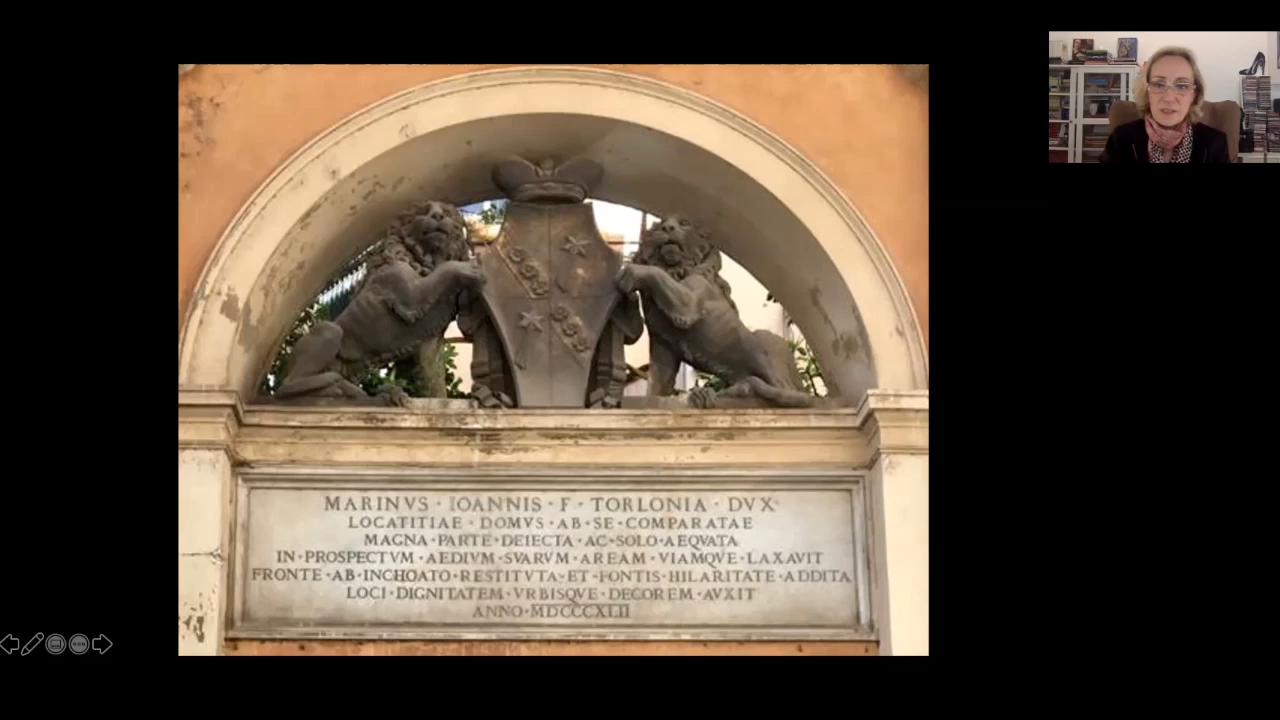 MARINVS · IOANNIS · F · TORLONIA · DVX
LOCATITIAE · DOMVS · AB · SE · COMPARATAE
MAGNA · PARTE · DEIECTA · AC · SOLO · AEQVATA
IN · PROSPECTVM · AEDIVM · SVARVM · AREAM · VIAMQVE · LAXAVIT
FRONTE · AB · INCHOATO · RESTITVTA · ET · FONTIS · HILARITATE · ADDITA
LOCI · DIGNITATEM · VRBISQVE · DECOREM · AVXIT
ANNO · MDCCCXLII